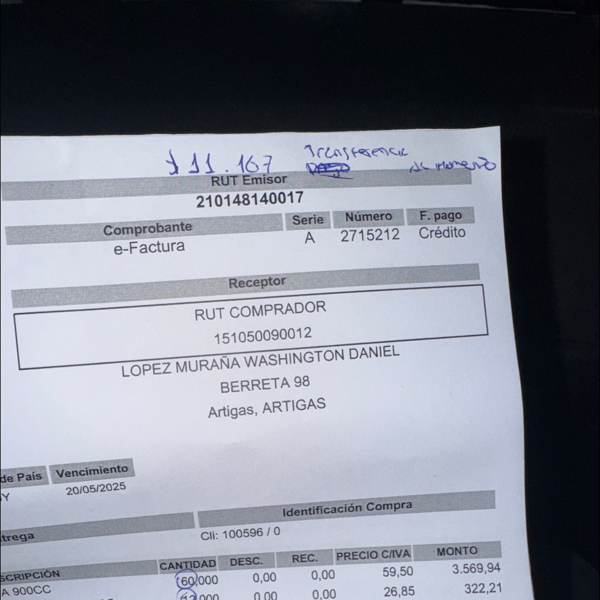 $ 11.167 Transferencia
al momento
RUT Emisor
210148140017
Comprobante Serie Número F. pago
e-Factura A 2715212 Crédito
Receptor
RUT COMPRADOR
151050090012
LOPEZ MURAÑA WASHINGTON DANIEL
BERRETA 98
Artigas, ARTIGAS
de País Vencimiento
Y 20/05/2025
Identificación Compra
trega Cli: 100596 / 0
SCRIPCIÓN CANTIDAD DESC. REC. PRECIO C/IVA MONTO
A 900CC 60,000 0,00 0,00 59,50 3.569,94
000 0,00 0,00 26,85 322,21